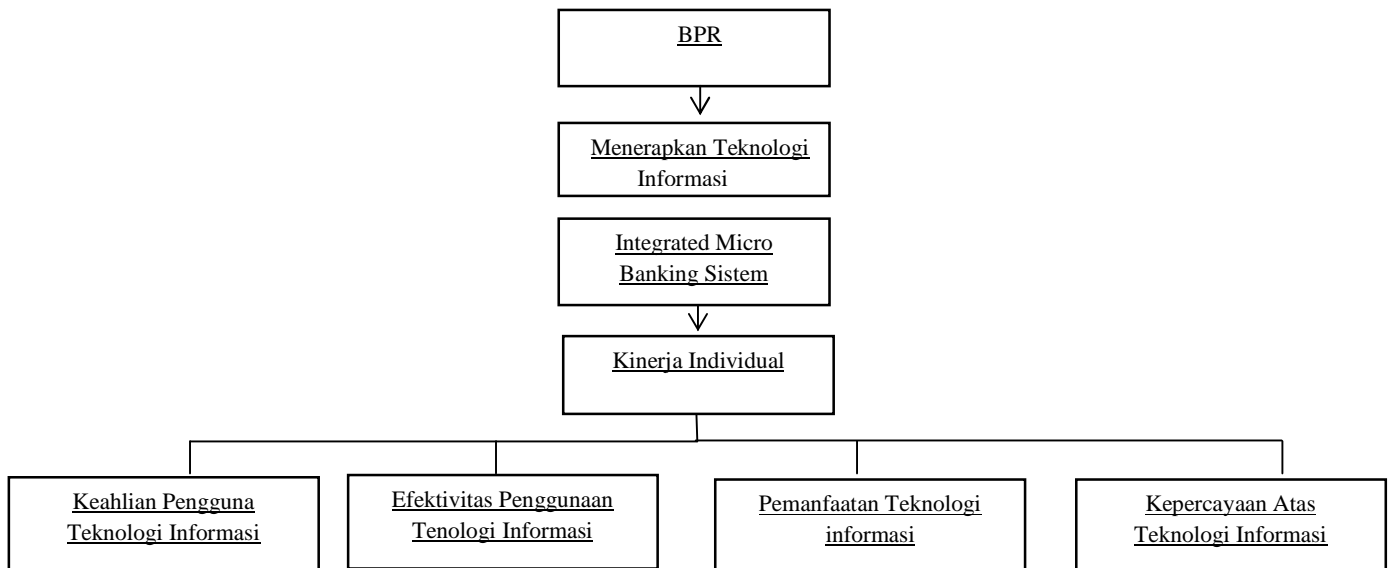 BPR
Menerapkan Teknologi
Informasi
Integrated Micro
Banking Sistem
Kinerja Individual
Keahlian Pengguna
Teknologi Informasi
Efektivitas Penggunaan
Tenologi Informasi
Pemanfaatan Teknologi
informasi
Kepercayaan Atas
Teknologi Informasi